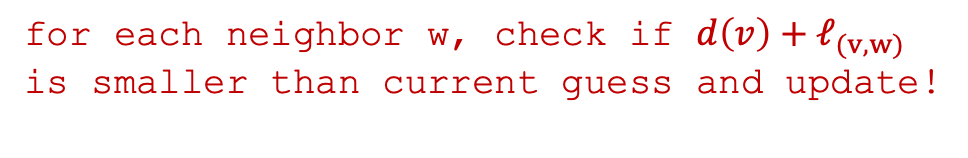 for each neighbor w, check if d(v) + ℓ(v,w)
is smaller than current guess and update!